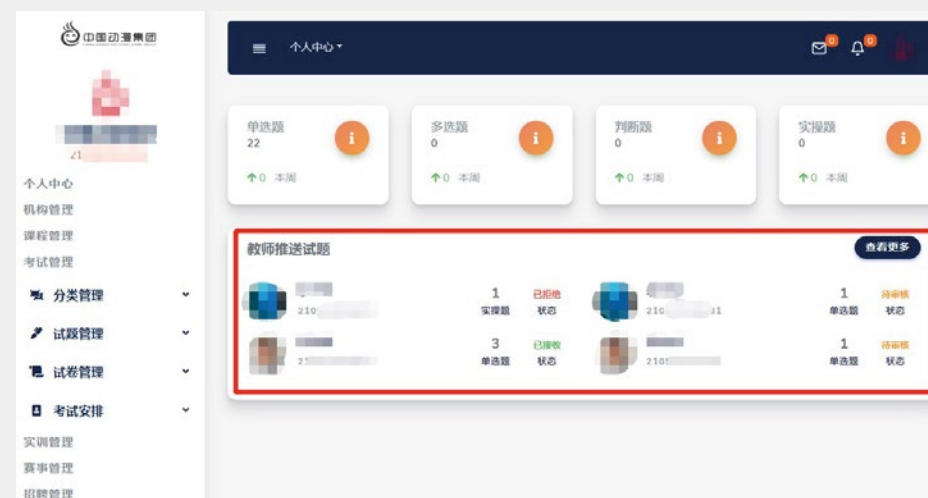 中国动漫集团
个人中心
0
0
21
个人中心
机构管理
课程管理
考试管理
分类管理
试题管理
试卷管理
考试安排
实训管理
赛事管理
招聘管理
单选题
22
0 本周
多选题
0
0 本周
判断题
0
0 本周
实操题
0
0 本周
教师推送试题
查看更多
210
1
实操题
已拒绝
状态
210 1
1
单选题
待审核
状态
2
3
单选题
已接收
状态
210
1
单选题
待审核
状态